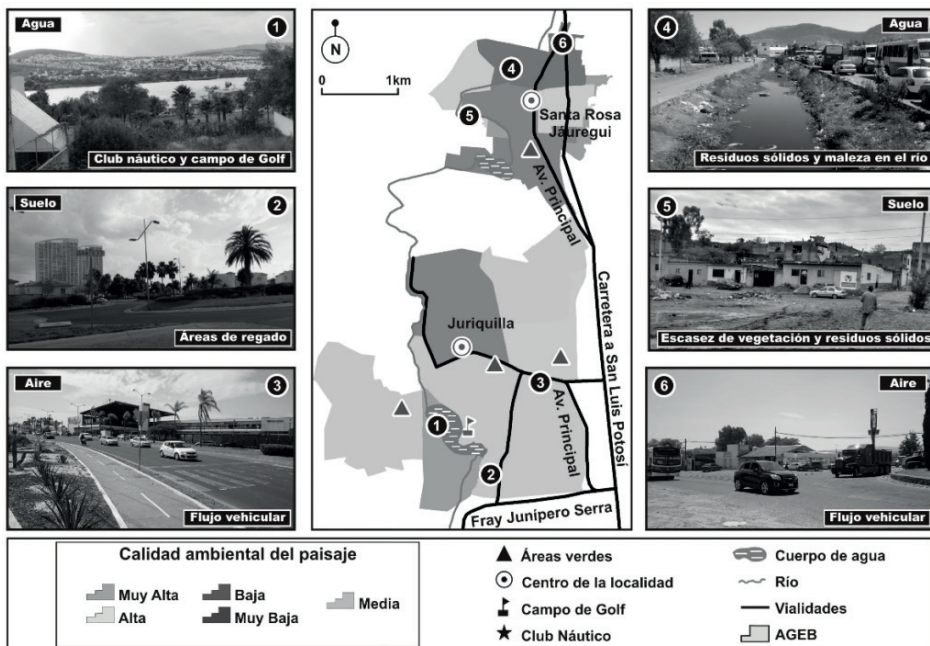 Agua
1
Club náutico y campo de Golf
Suelo
2
Áreas de regado
Aire
3
Flujo vehicular
N
0
1km
6
4
5
Santa Rosa
Jáuregui
Av. Principal
Carretera a San Luis Potosí
Juriquilla
3
Av. Principal
1
2
Fray Junípero Serra
4
Agua
Residuos sólidos y maleza en el río
5
Suelo
Escasez de vegetación y residuos sólidos
6
Aire
Flujo vehicular
Calidad ambiental del paisaje
Muy Alta
Alta
Baja
Muy Baja
Media
Áreas verdes
Centro de la localidad
Campo de Golf
Club Náutico
Cuerpo de agua
Río
Vialidades
AGEB